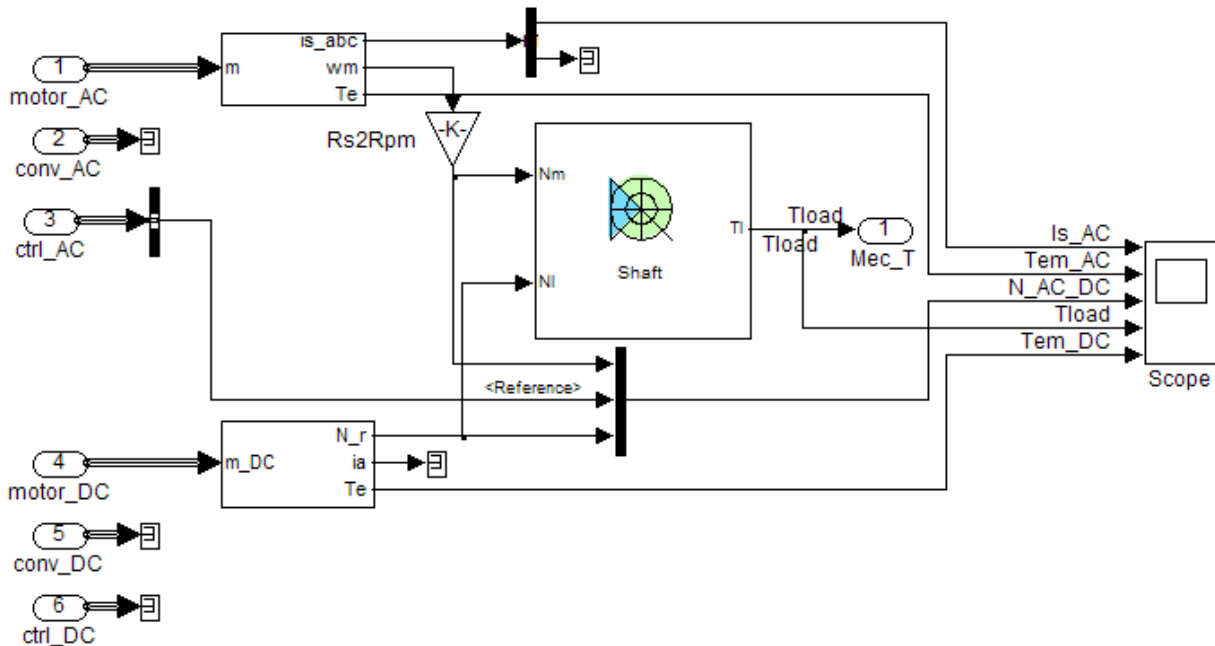 is_abc
1
m
wm
motor_AC
Te
2
-K-
Rs2Rpm
conv_AC
Nm
3
ctrl_AC
Tl
Tload
1
Tload
Mec_T
Shaft
Nl
Is_AC
Tem_AC
N_AC_DC
Tload
Tem_DC
Scope
<Reference>
N_r
4
m_DC
ia
motor_DC
Te
5
conv_DC
6
ctrl_DC